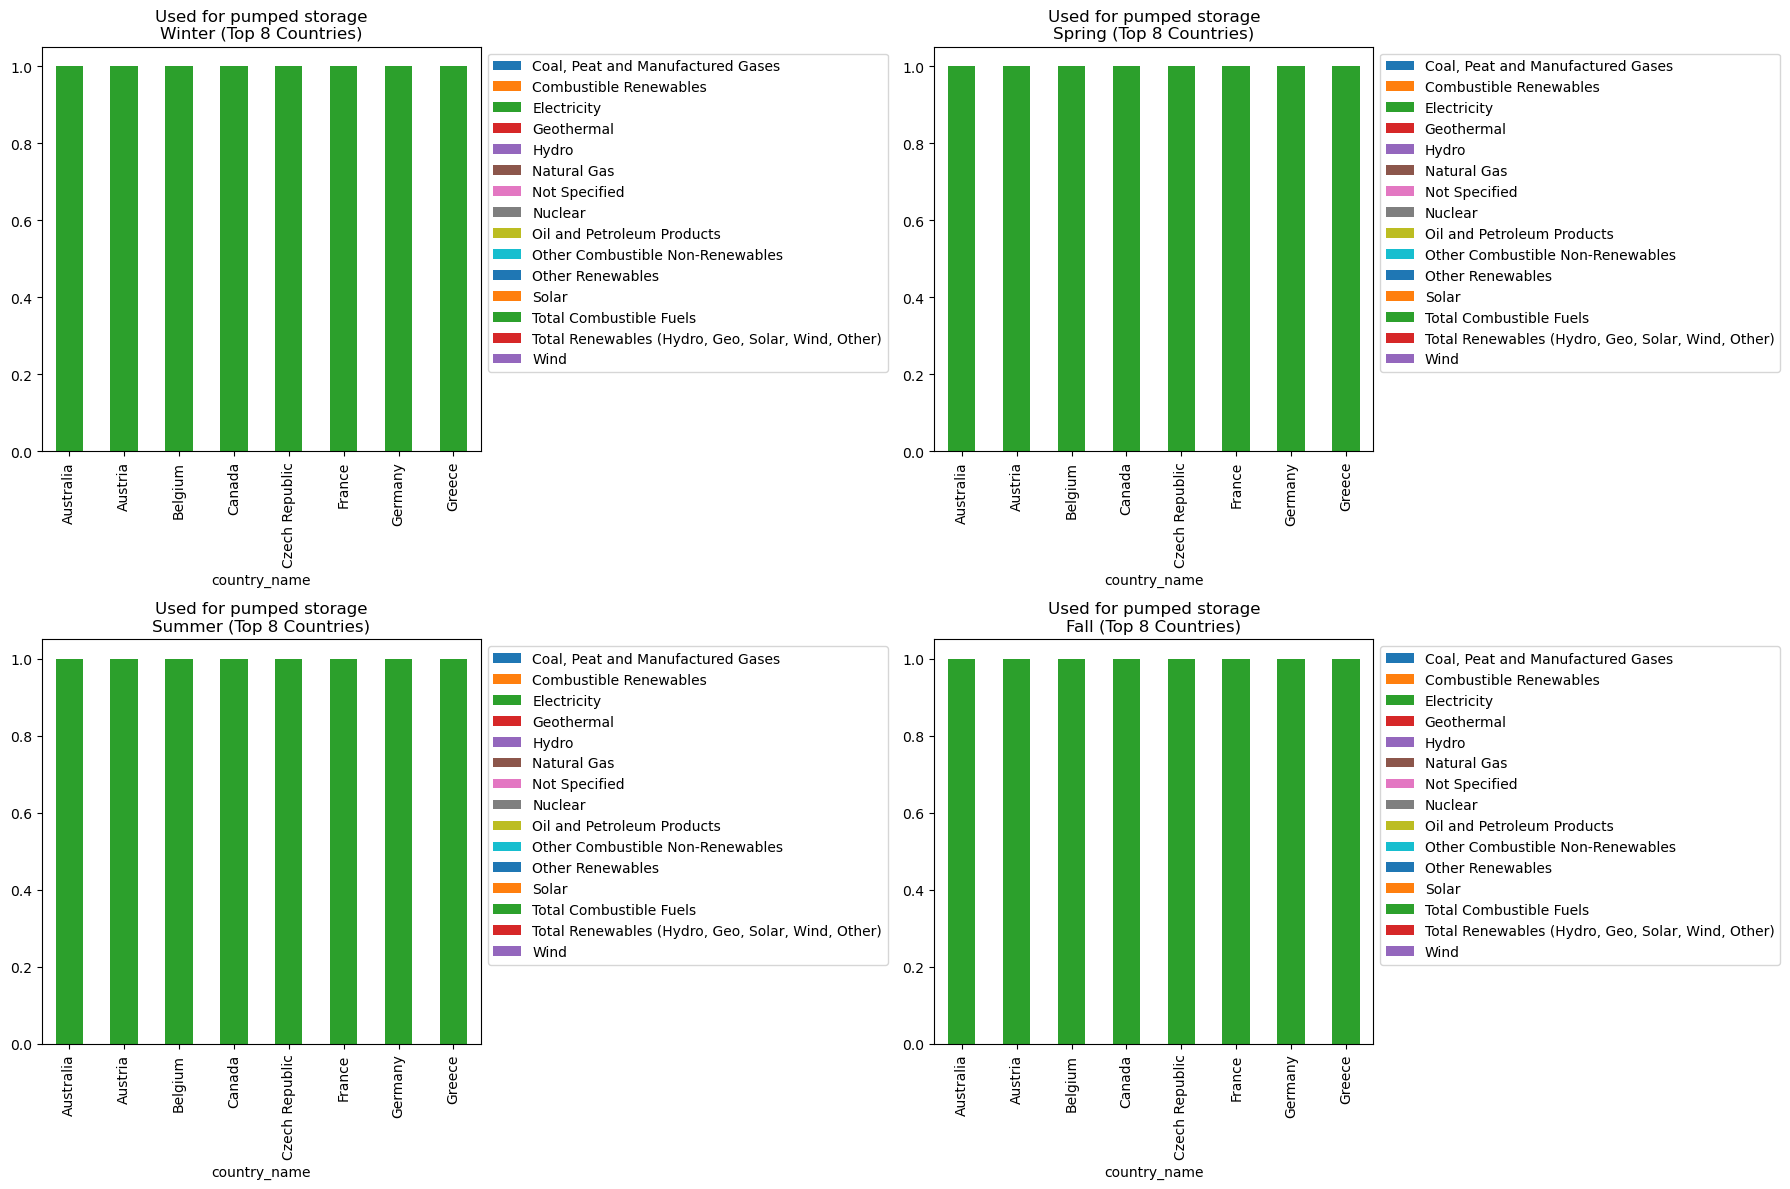 Used for pumped storage
Winter (Top 8 Countries)
1.0
0.8
0.6
0.4
0.2
0.0
Australia
Austria
Belgium
Canada
Czech Republic
France
Germany
Greece
country_name
Coal, Peat and Manufactured Gases
Combustible Renewables
Electricity
Geothermal
Hydro
Natural Gas
Not Specified
Nuclear
Oil and Petroleum Products
Other Combustible Non-Renewables
Other Renewables
Solar
Total Combustible Fuels
Total Renewables (Hydro, Geo, Solar, Wind, Other)
Wind
Used for pumped storage
Spring (Top 8 Countries)
1.0
0.8
0.6
0.4
0.2
0.0
Australia
Austria
Belgium
Canada
Czech Republic
France
Germany
Greece
country_name
Coal, Peat and Manufactured Gases
Combustible Renewables
Electricity
Geothermal
Hydro
Natural Gas
Not Specified
Nuclear
Oil and Petroleum Products
Other Combustible Non-Renewables
Other Renewables
Solar
Total Combustible Fuels
Total Renewables (Hydro, Geo, Solar, Wind, Other)
Wind
Used for pumped storage
Summer (Top 8 Countries)
1.0
0.8
0.6
0.4
0.2
0.0
Australia
Austria
Belgium
Canada
Czech Republic
France
Germany
Greece
country_name
Coal, Peat and Manufactured Gases
Combustible Renewables
Electricity
Geothermal
Hydro
Natural Gas
Not Specified
Nuclear
Oil and Petroleum Products
Other Combustible Non-Renewables
Other Renewables
Solar
Total Combustible Fuels
Total Renewables (Hydro, Geo, Solar, Wind, Other)
Wind
Used for pumped storage
Fall (Top 8 Countries)
1.0
0.8
0.6
0.4
0.2
0.0
Australia
Austria
Belgium
Canada
Czech Republic
France
Germany
Greece
country_name
Coal, Peat and Manufactured Gases
Combustible Renewables
Electricity
Geothermal
Hydro
Natural Gas
Not Specified
Nuclear
Oil and Petroleum Products
Other Combustible Non-Renewables
Other Renewables
Solar
Total Combustible Fuels
Total Renewables (Hydro, Geo, Solar, Wind, Other)
Wind